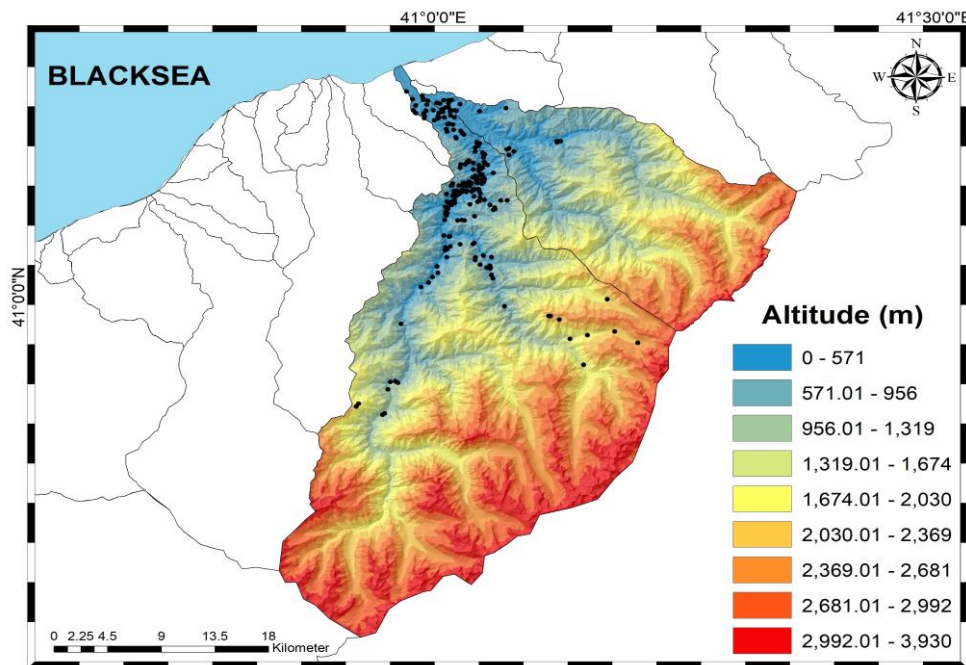 41°0'0"E
41°30'0"E
BLACKSEA
N
W
E
S
41°0'0"N
Altitude (m)
0 - 571
571.01 - 956
956.01 - 1,319
1,319.01 - 1,674
1,674.01 - 2,030
2,030.01 - 2,369
2,369.01 - 2,681
2,681.01 - 2,992
2,992.01 - 3,930
0 2.25 4.5 9 13.5 18
Kilometer